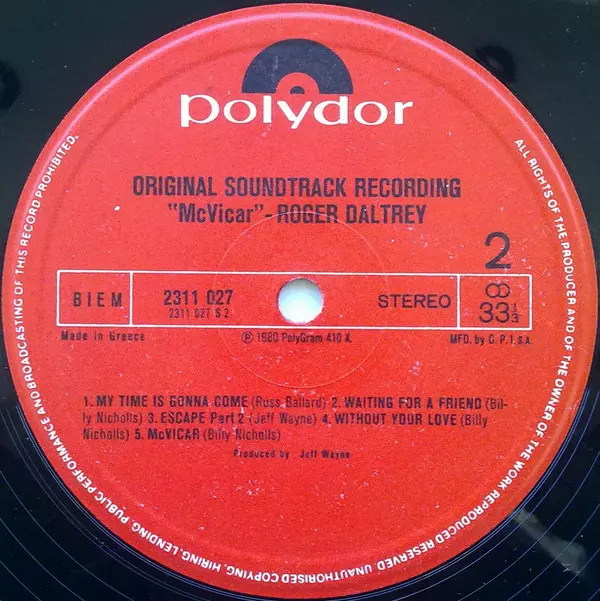 polydor
ORIGINAL SOUNDTRACK RECORDING
"McVicar" - ROGER DALTREY
2
BIEM
2311 027
2311 027 S 2
STEREO
33 1/3
Made in Greece
℗ 1980 PolyGram 410 X.
MFD. by G. P. I. S.A.
1. MY TIME IS GONNA COME (Russ Ballard) 2. WAITING FOR A FRIEND (Bil-
ly Nicholls) 3. ESCAPE Part 2 (Jeff Wayne) 4. WITHOUT YOUR LOVE (Billy
Nicholls) 5. McVICAR (Billy Nicholls)
Produced by Jeff Wayne
ALL RIGHTS OF THE PRODUCER AND OF THE OWNER OF THE WORK REPRODUCED RESERVED. UNAUTHORISED COPYING, HIRING, LENDING, PUBLIC PERFORMANCE AND BROADCASTING OF THIS RECORD PROHIBITED.